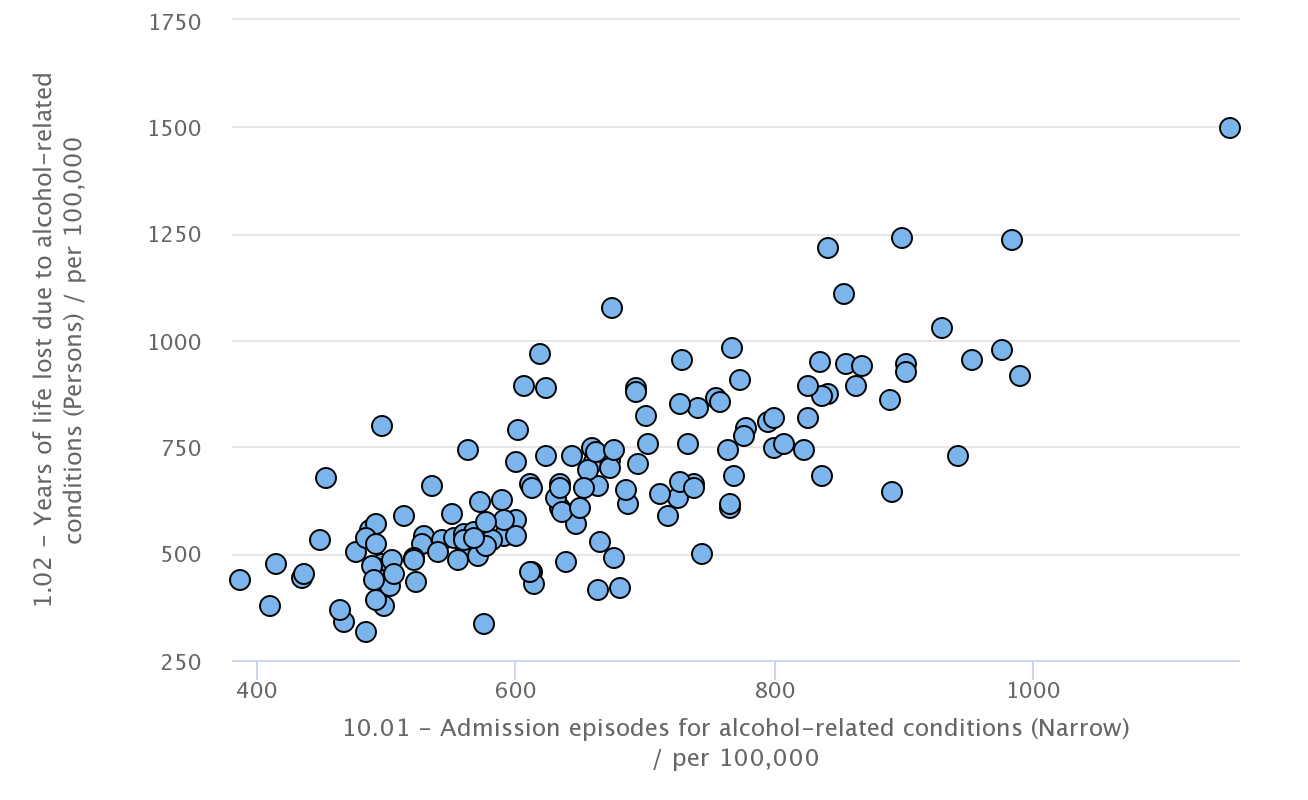 1750
1500
1250
1000
750
500
250
1.02 – Years of life lost due to alcohol–related
conditions (Persons) / per 100,000
400 600 800 1000
10.01 – Admission episodes for alcohol–related conditions (Narrow)
/ per 100,000